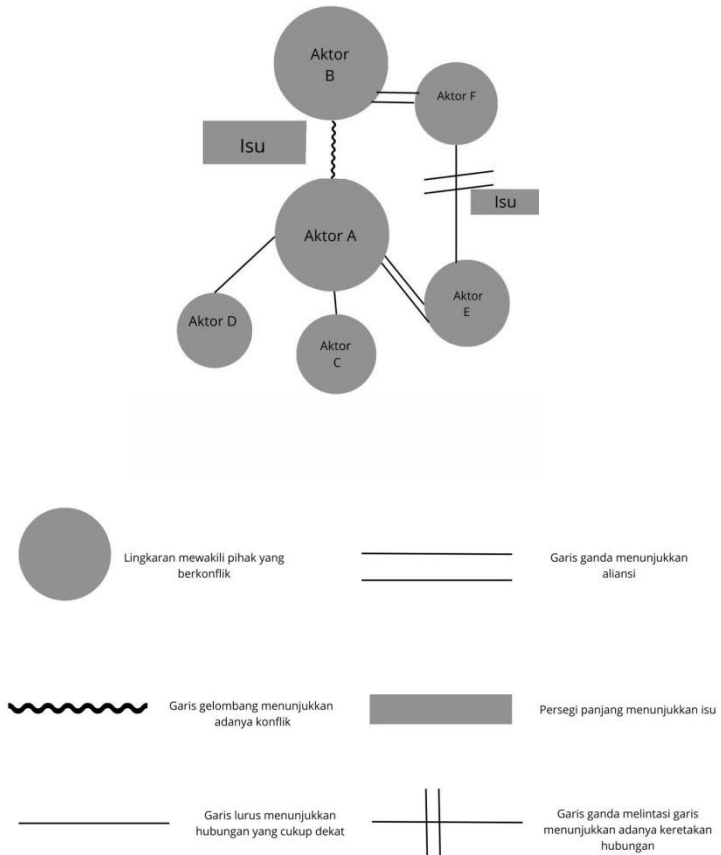 Aktor
B
Aktor F
Isu
Isu
Aktor A
Aktor D
Aktor
C
Aktor
E
Lingkaran mewakili pihak yang
berkonflik
Garis ganda menunjukkan
aliansi
Garis gelombang menunjukkan
adanya konflik
Persegi panjang menunjukkan isu
Garis lurus menunjukkan
hubungan yang cukup dekat
Garis ganda melintasi garis
menunjukkan adanya keretakan
hubungan